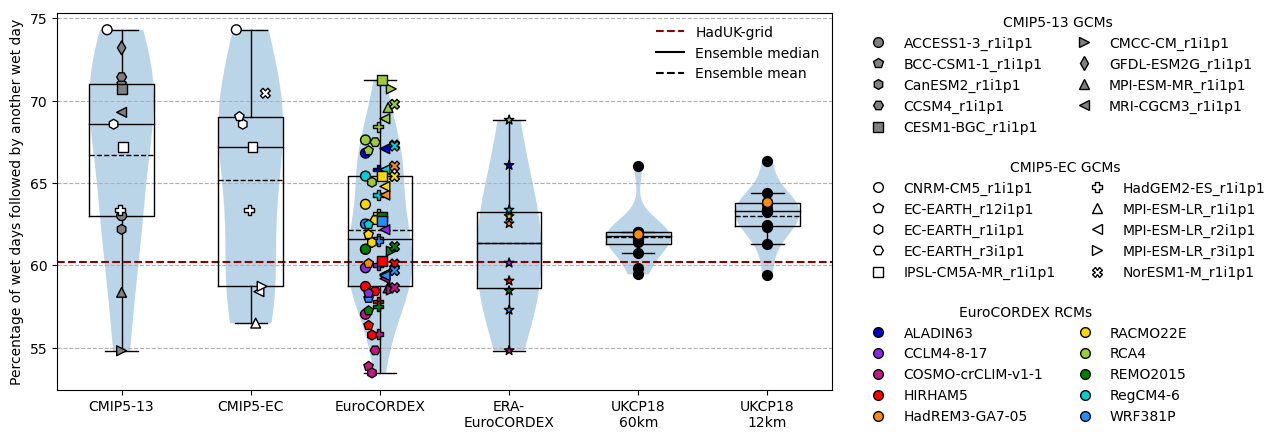 Percentage of wet days followed by another wet day
75
70
65
60
55
HadUK-grid
Ensemble median
Ensemble mean
CMIP5-13
CMIP5-EC
EuroCORDEX
ERA-
EuroCORDEX
UKCP18
60km
UKCP18
12km
CMIP5-13 GCMs
ACCESS1-3_r1i1p1
BCC-CSM1-1_r1i1p1
CanESM2_r1i1p1
CCSM4_r1i1p1
CESM1-BGC_r1i1p1
CMCC-CM_r1i1p1
GFDL-ESM2G_r1i1p1
MPI-ESM-MR_r1i1p1
MRI-CGCM3_r1i1p1
CMIP5-EC GCMs
CNRM-CM5_r1i1p1
EC-EARTH_r12i1p1
EC-EARTH_r1i1p1
EC-EARTH_r3i1p1
IPSL-CM5A-MR_r1i1p1
HadGEM2-ES_r1i1p1
MPI-ESM-LR_r1i1p1
MPI-ESM-LR_r2i1p1
MPI-ESM-LR_r3i1p1
NorESM1-M_r1i1p1
EuroCORDEX RCMs
ALADIN63
CCLM4-8-17
COSMO-crCLIM-v1-1
HIRHAM5
HadREM3-GA7-05
RACMO22E
RCA4
REMO2015
RegCM4-6
WRF381P